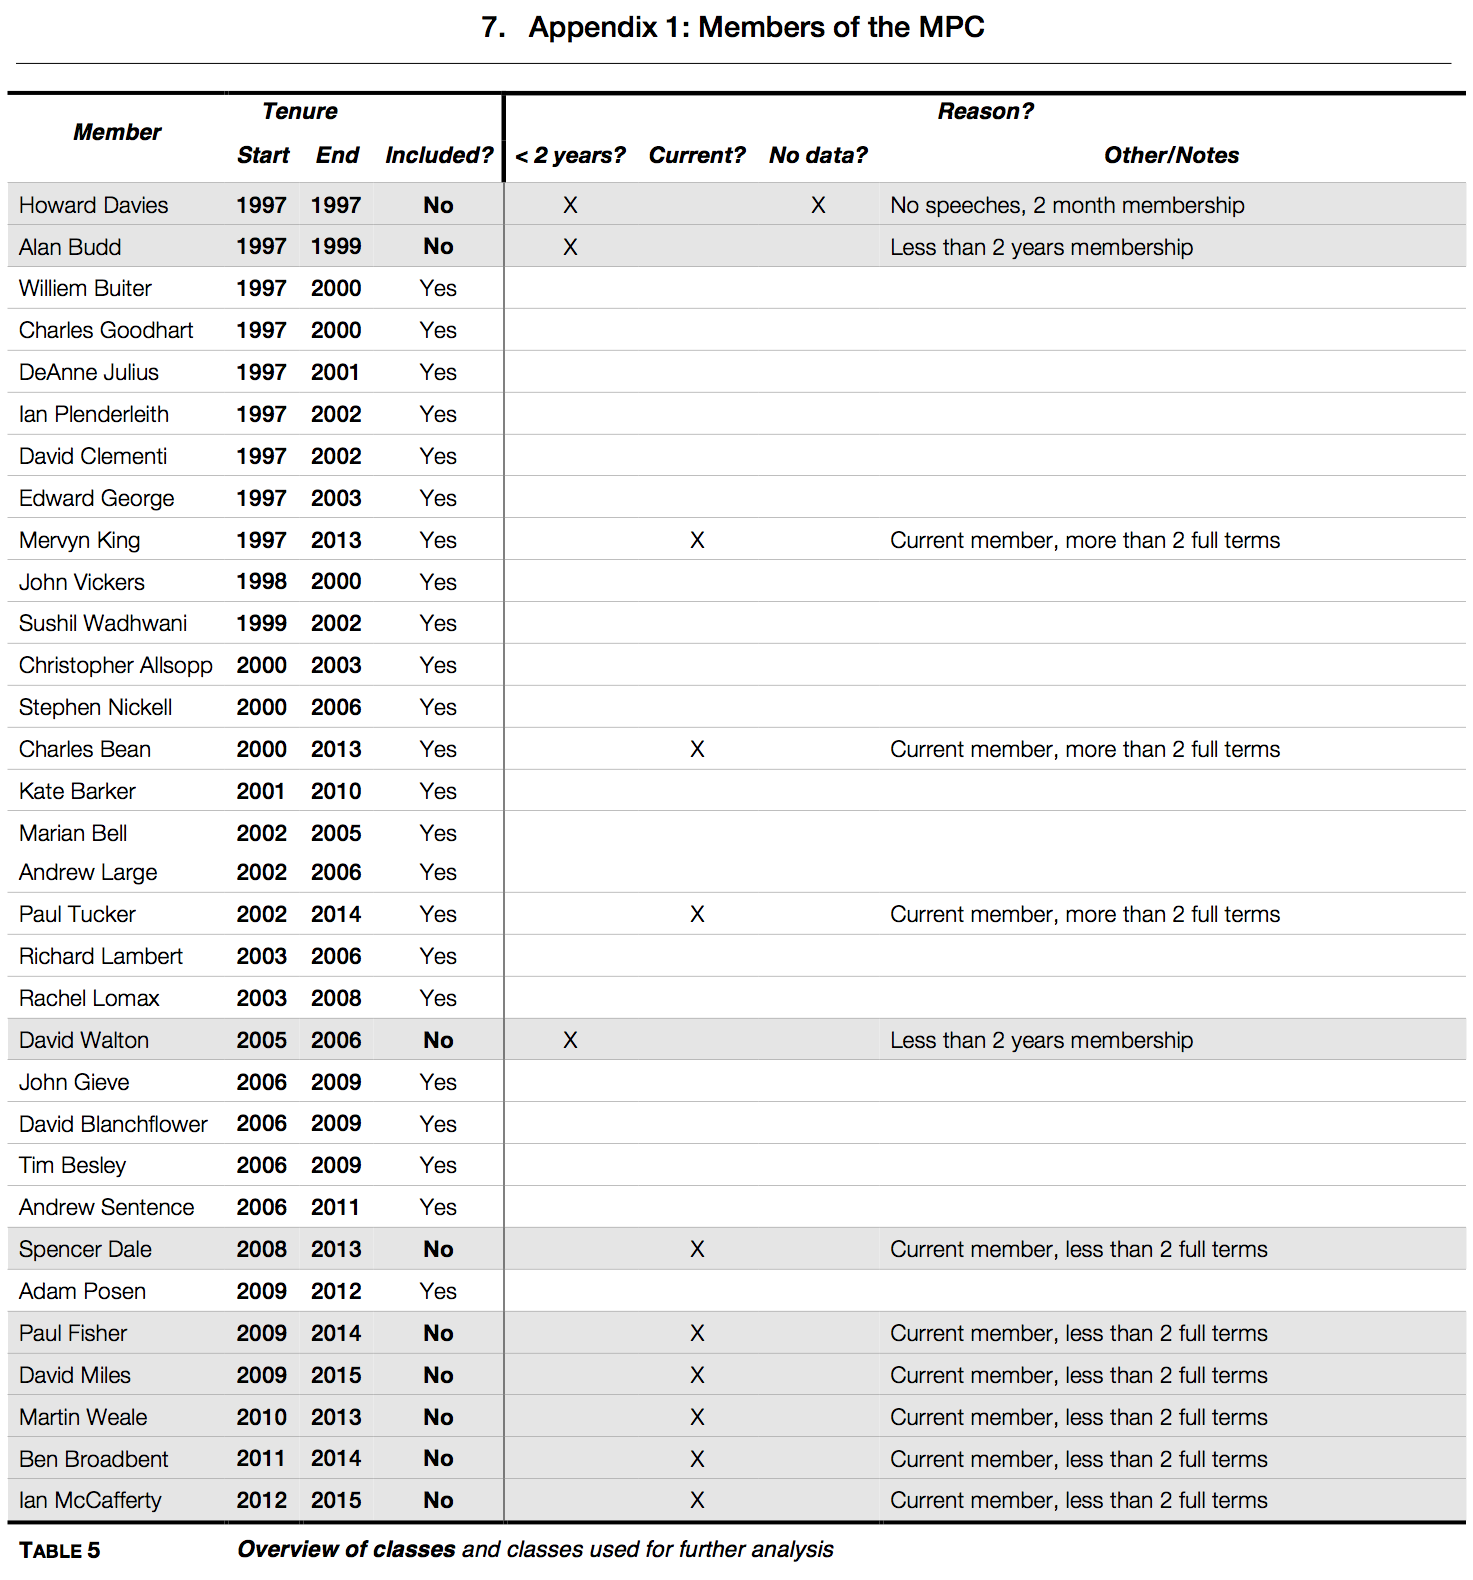 7. Appendix 1: Members of the MPC
Member Tenure Reason?
Start End Included? < 2 years? Current? No data? Other/Notes
Howard Davies 1997 1997 No X X No speeches, 2 month membership
Alan Budd 1997 1999 No X Less than 2 years membership
Williem Buiter 1997 2000 Yes
Charles Goodhart 1997 2000 Yes
DeAnne Julius 1997 2001 Yes
Ian Plenderleith 1997 2002 Yes
David Clementi 1997 2002 Yes
Edward George 1997 2003 Yes
Mervyn King 1997 2013 Yes X Current member, more than 2 full terms
John Vickers 1998 2000 Yes
Sushil Wadhwani 1999 2002 Yes
Christopher Allsopp 2000 2003 Yes
Stephen Nickell 2000 2006 Yes
Charles Bean 2000 2013 Yes X Current member, more than 2 full terms
Kate Barker 2001 2010 Yes
Marian Bell 2002 2005 Yes
Andrew Large 2002 2006 Yes
Paul Tucker 2002 2014 Yes X Current member, more than 2 full terms
Richard Lambert 2003 2006 Yes
Rachel Lomax 2003 2008 Yes
David Walton 2005 2006 No X Less than 2 years membership
John Gieve 2006 2009 Yes
David Blanchflower 2006 2009 Yes
Tim Besley 2006 2009 Yes
Andrew Sentence 2006 2011 Yes
Spencer Dale 2008 2013 No X Current member, less than 2 full terms
Adam Posen 2009 2012 Yes
Paul Fisher 2009 2014 No X Current member, less than 2 full terms
David Miles 2009 2015 No X Current member, less than 2 full terms
Martin Weale 2010 2013 No X Current member, less than 2 full terms
Ben Broadbent 2011 2014 No X Current member, less than 2 full terms
Ian McCafferty 2012 2015 No X Current member, less than 2 full terms
TABLE 5 Overview of classes and classes used for further analysis